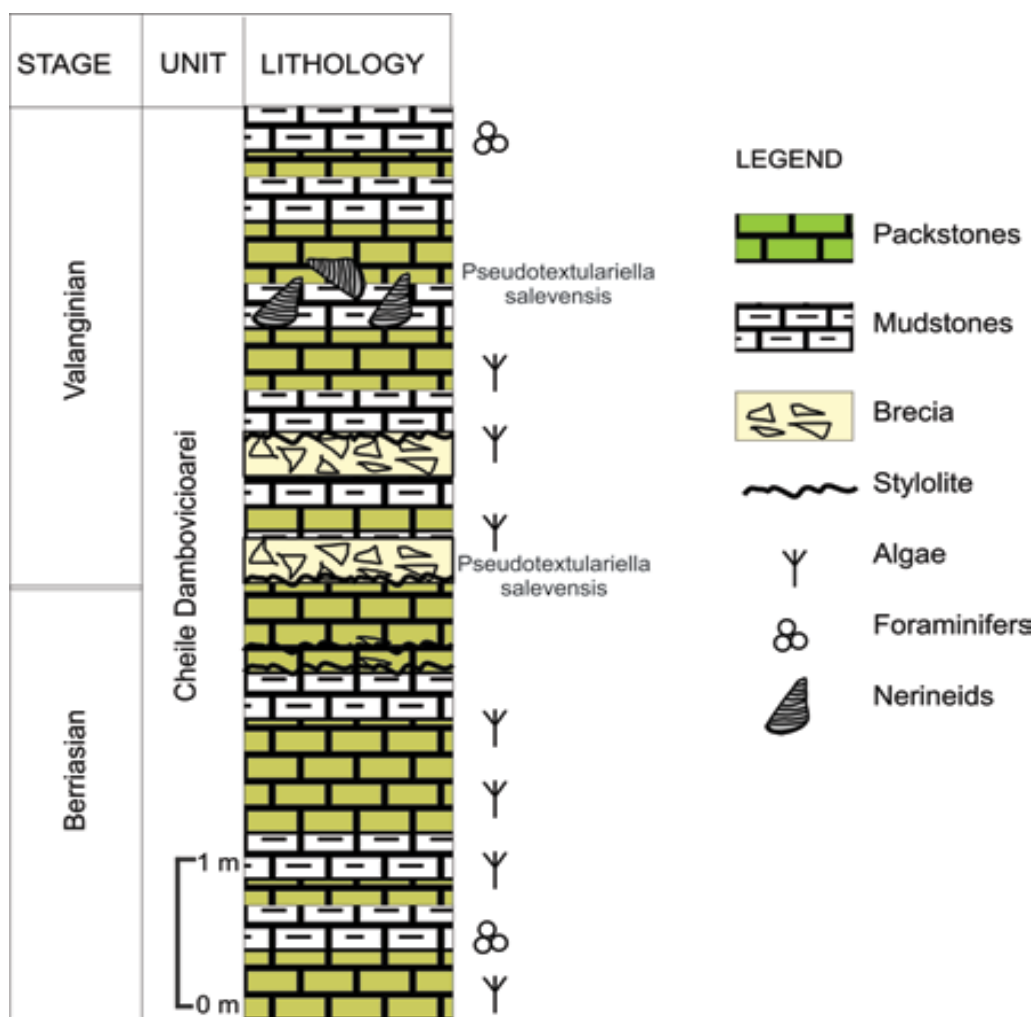 STAGE
UNIT
LITHOLOGY
Valanginian
Berriasian
Cheile Dambovicioarei
1 m
0 m
Pseudotextulariella
salevensis
Pseudotextulariella
salevensis
LEGEND
Packstones
Mudstones
Brecia
Stylolite
Algae
Foraminifers
Nerineids